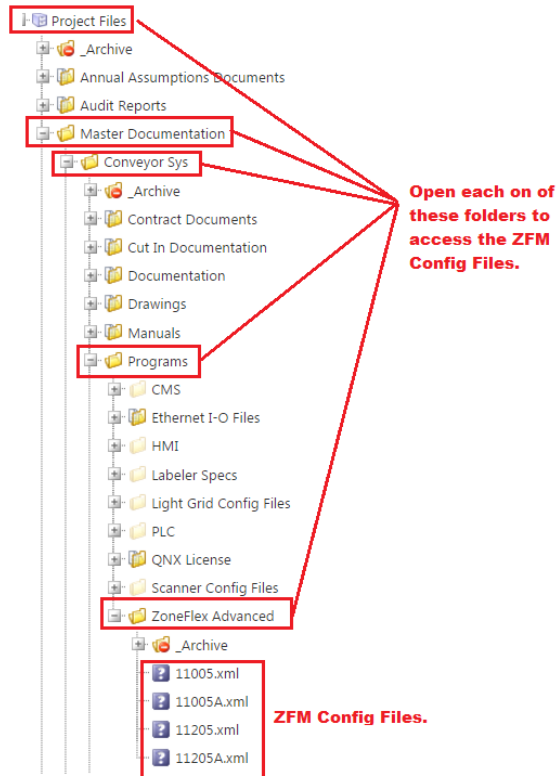 Project Files
_Archive
Annual Assumptions Documents
Audit Reports
Master Documentation
Conveyor Sys
_Archive
Contract Documents
Cut In Documentation
Documentation
Drawings
Manuals
Programs
CMS
Ethernet I-O Files
HMI
Labeler Specs
Light Grid Config Files
PLC
QNX License
Scanner Config Files
ZoneFlex Advanced
_Archive
11005.xml
11005A.xml
11205.xml
11205A.xml
Open each on of
these folders to
access the ZFM
Config Files.
ZFM Config Files.